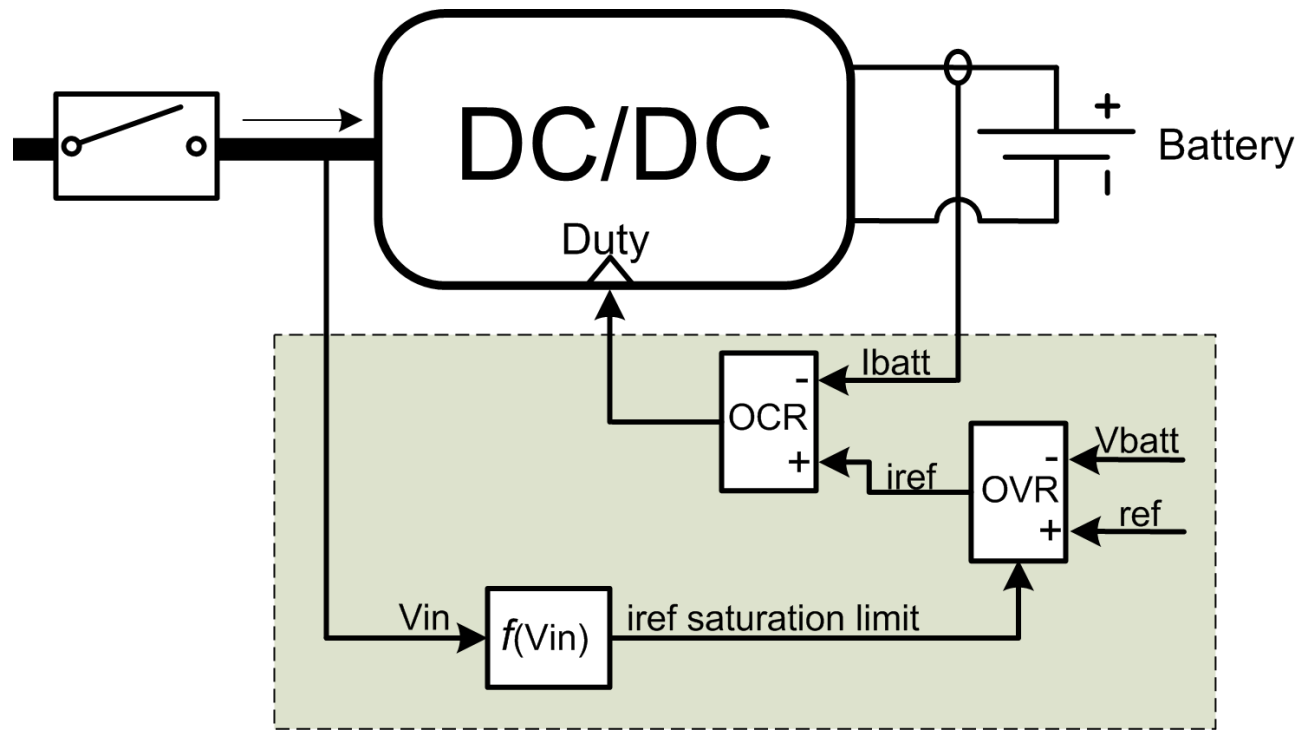 DC/DC
Duty
+
Battery
-
Ibatt
-
OCR
+
iref
Vbatt
-
OVR
+
ref
Vin
f(Vin)
iref saturation limit